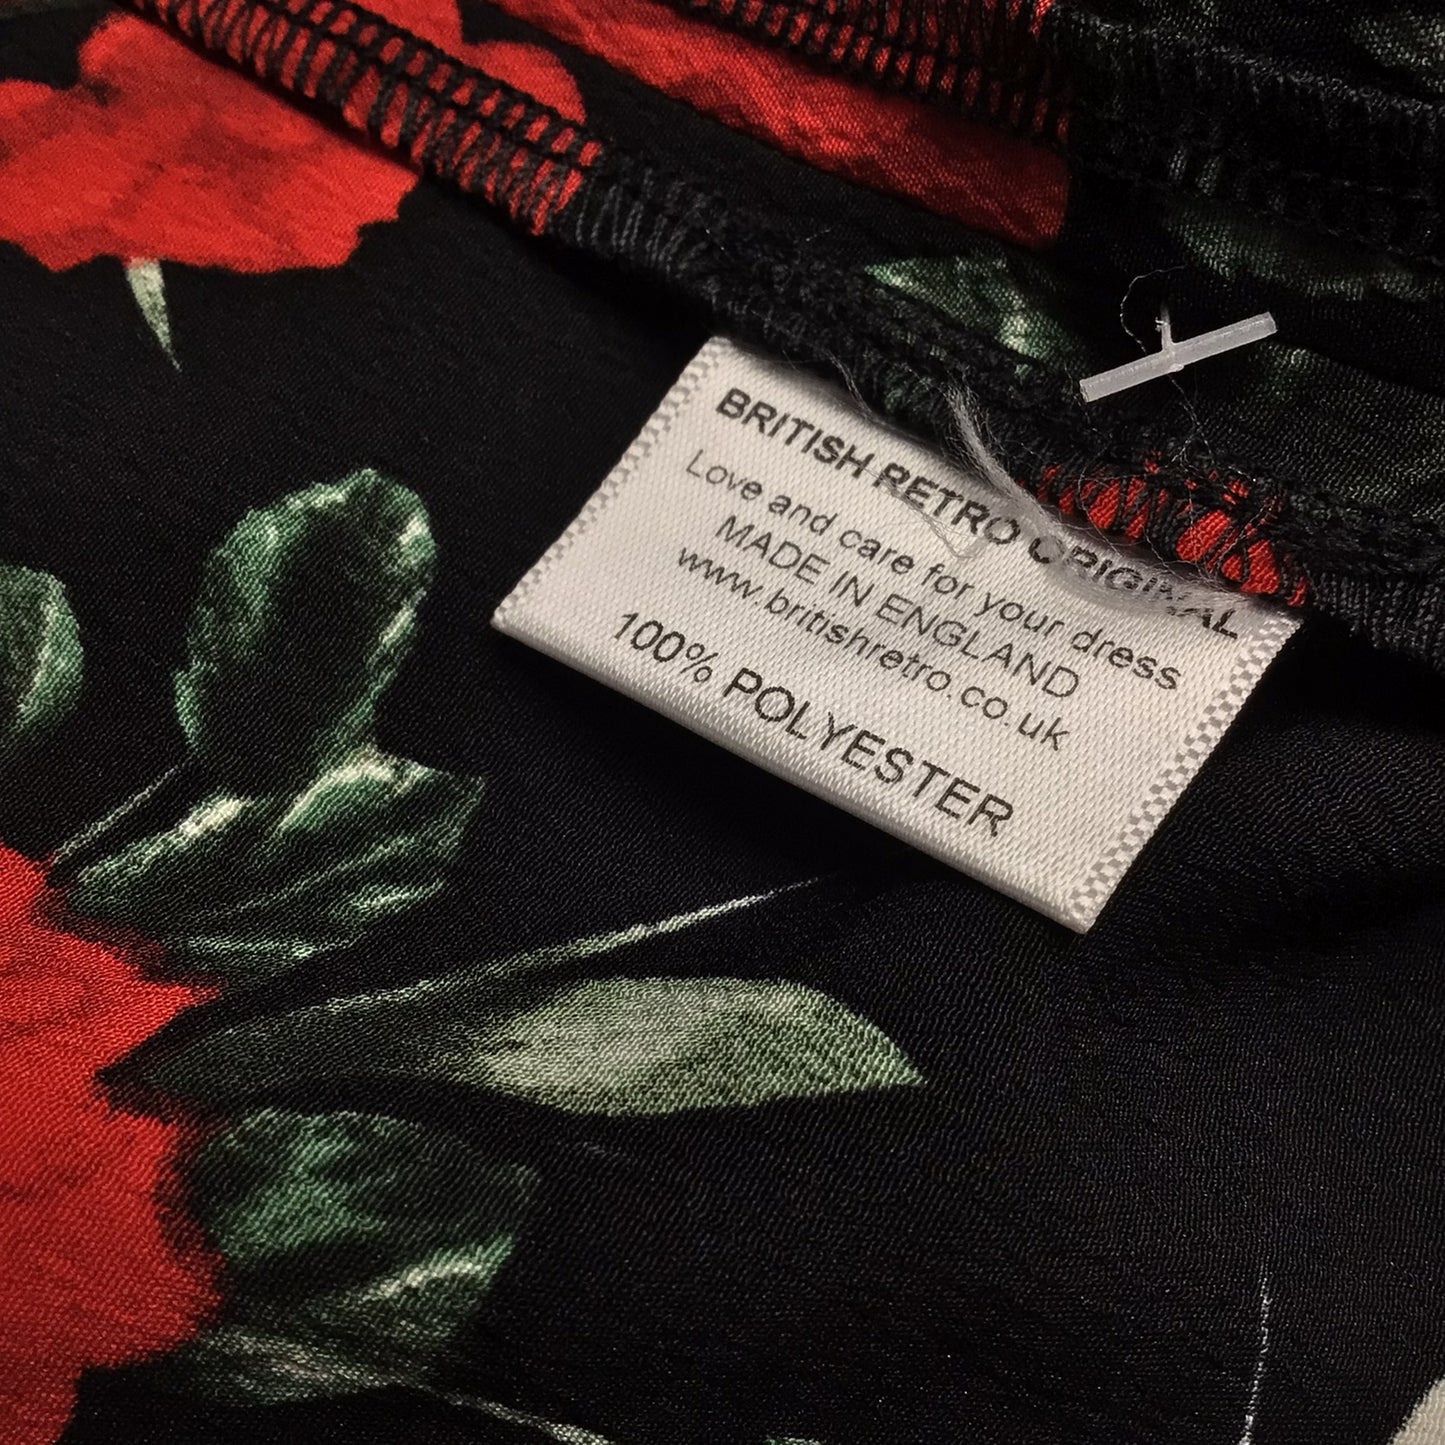 BRITISH RETRO ORIGINAL
Love and care for your dress
MADE IN ENGLAND
www.britishretro.co.uk
100% POLYESTER